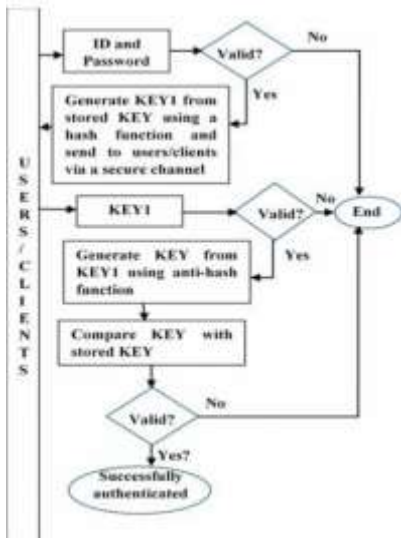 USERS/CLIENTS
ID and
Password
Valid?
No
Yes
Generate KEY1 from
stored KEY using a
hash function and
send to users/clients
via a secure channel
KEY1
Valid?
No
End
Yes
Generate KEY from
KEY1 using anti-hash
function
Compare KEY with
stored KEY
Valid?
No
Yes?
Successfully
authenticated